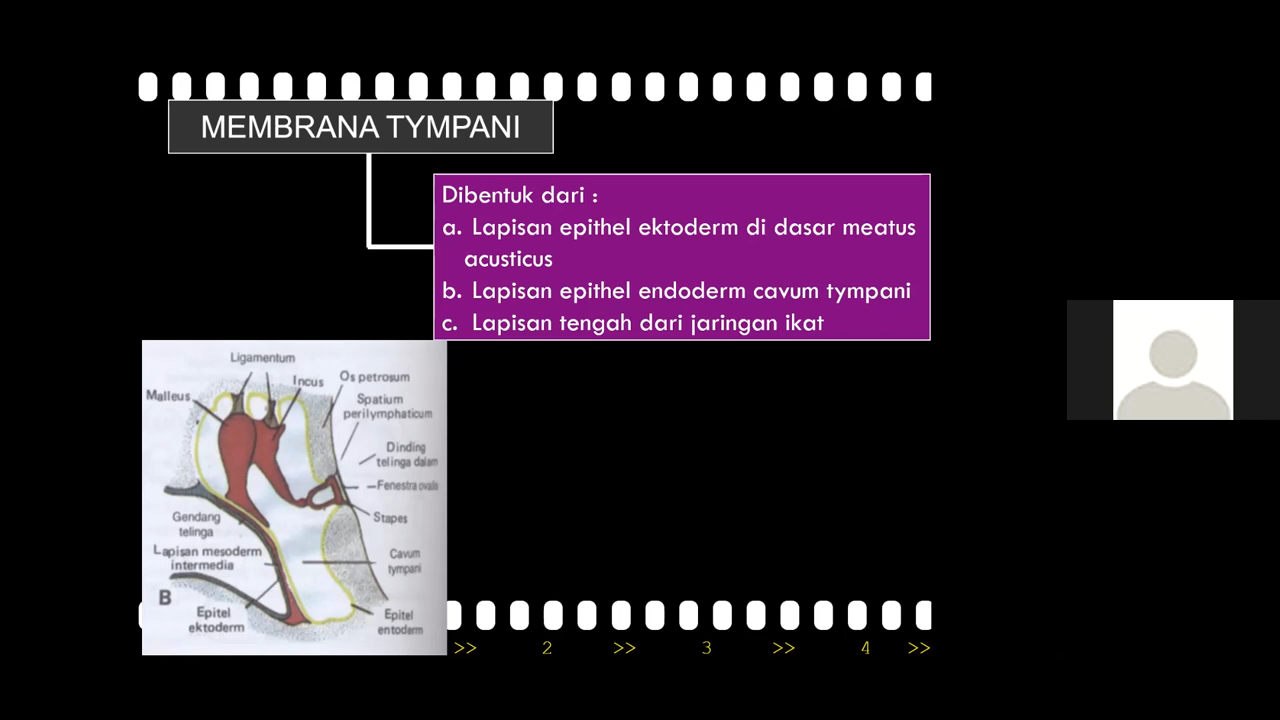 MEMBRANA TYMPANI
Dibentuk dari :
a. Lapisan epithel ektoderm di dasar meatus
acusticus
b. Lapisan epithel endoderm cavum tympani
c. Lapisan tengah dari jaringan ikat
Ligamentum
Incus
Os petrosum
Malleus
Spatium
perilymphaticum
Dinding
telinga dalam
Fenestra ovalis
Gendang
telinga
Stapes
Lapisan mesoderm
intermedia
Cavum
tympani
B
Epitel
ektoderm
Epitel
entoderm
>> 2 >> 3 >> 4 >>